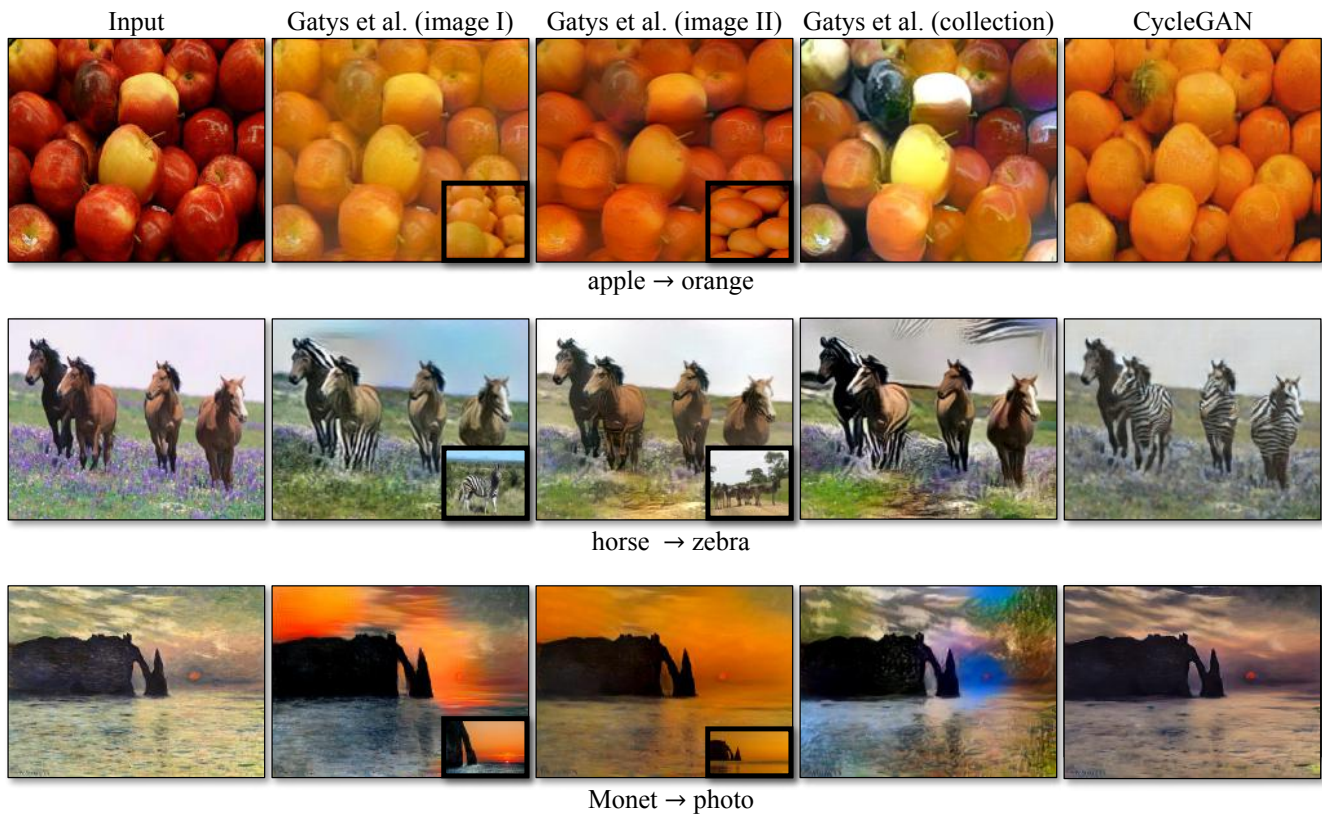 Input Gatys et al. (image I) Gatys et al. (image II) Gatys et al. (collection) CycleGAN
apple → orange
horse → zebra
Monet → photo